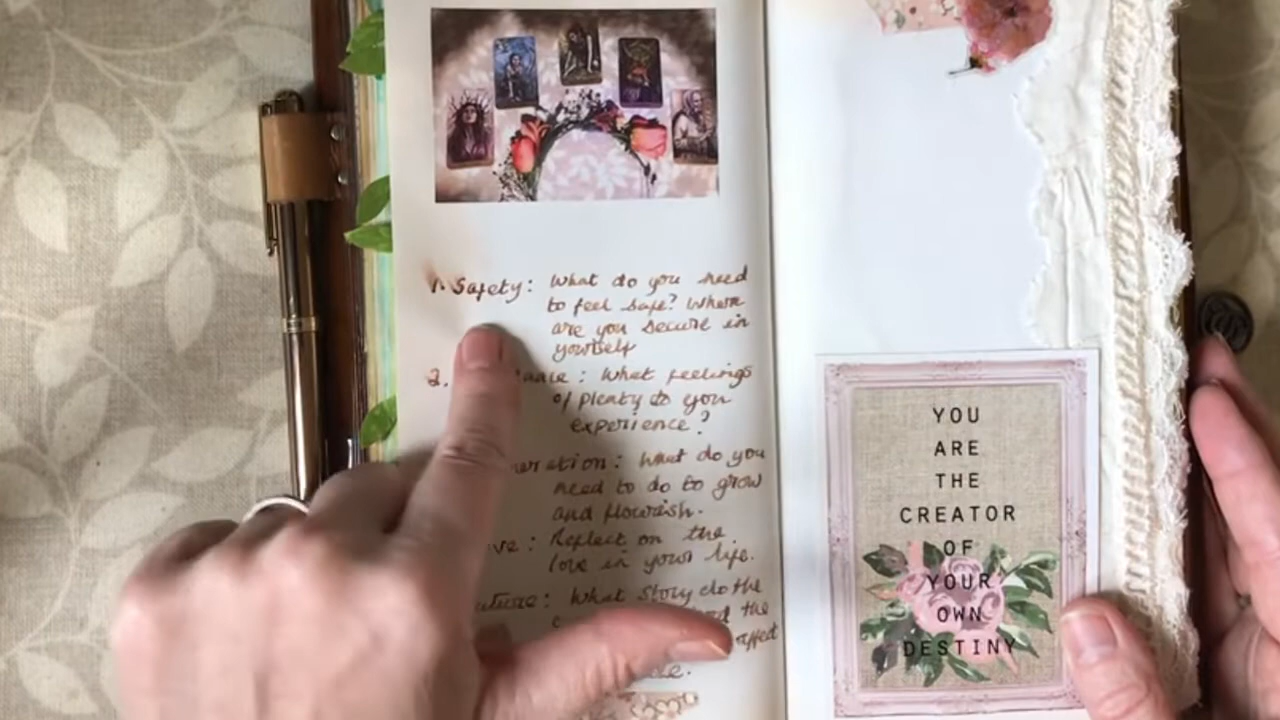 1. Safety: What do you need
to feel safe? Where
are you secure in
yourself
2. : What feelings
of plenty do you
experience?
: What do you
need to do to grow
and flourish.
: Reflect on the
love in your life.
: What story do the
the
YOU
ARE
THE
CREATOR
OF
YOUR
OWN
DESTINY